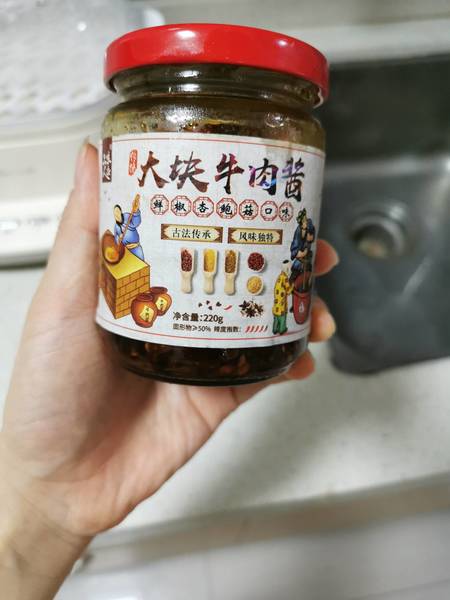 大块牛肉酱
鲜椒杏鲍菇口味
古法传承 风味独特
净含量:220g
固形物≥50% 辣度指数: